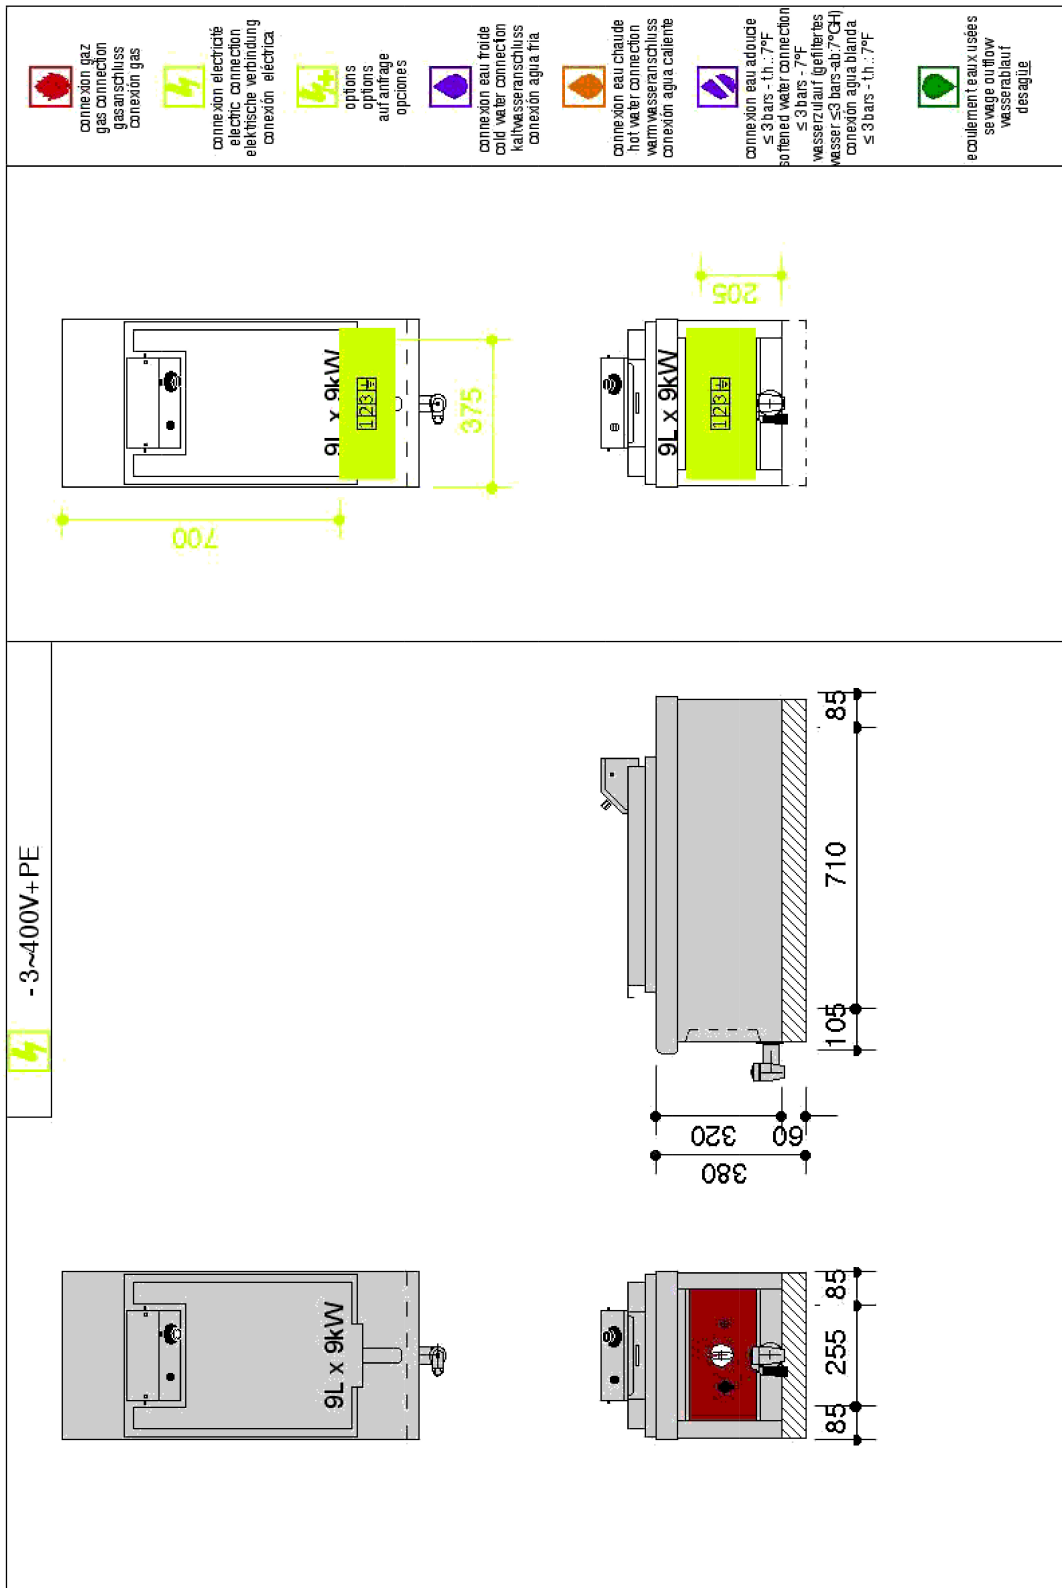 connexion gaz
gas connection
gasanschluss
conexión gas
connexion electricité
electric connection
elektrische verbindung
conexión eléctrica
options
options
auf anfrage
opciones
connexion eau froide
cold water connection
kaltwasseranschluss
conexión agua fria
connexion eau chaude
hot water connection
warmwasseranschluss
conexión agua caliente
connexion eau adoucie
≤ 3 bars - t.h.: 7°F
softened water connection
≤ 3 bars - 7°F
wasserzulauf (gefiltertes
wasser ≤3 bars-ab:7°GH)
conexión agua blanda
≤ 3 bars - t.h.: 7°F
ecoulement eaux usées
sewage outflow
wasserablauf
desagüe
9L x 9kW
123
375
700
9L x 9kW
123
205
- 3~400V+PE
85
710
105
320
60
380
9L x 9kW
85
255
85